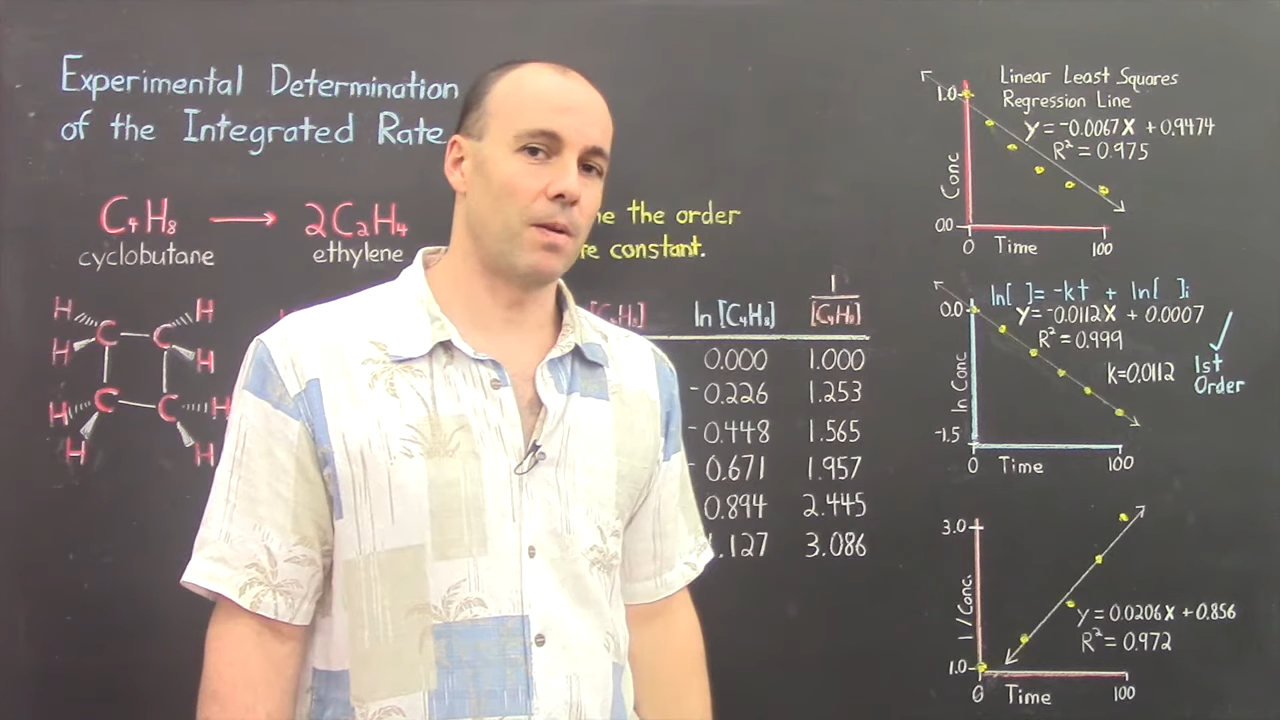 Experimental Determination
of the Integrated Rate
C4H8 → 2C2H4
cyclobutane
ethylene
the order
constant.
H H
C C
H H
H C C H
H H
[C4H8] ln [C4H8] 1/[C4H8]
0.000 1.000
-0.226 1.253
-0.448 1.565
-0.671 1.957
0.894 2.445
.127 3.086
Linear Least Squares
Regression Line
Y = -0.0067X + 0.9474
R² = 0.975
1.0
Conc
0.0
0 Time 100
ln[ ] = -kt + ln[ ]i
Y = -0.0112X + 0.0007
R² = 0.999
K=0.0112
1st
Order
0.0
ln Conc
-1.5
0 Time 100
3.0
1/Conc.
Y = 0.0206X + 0.856
R² = 0.972
1.0
0 Time 100